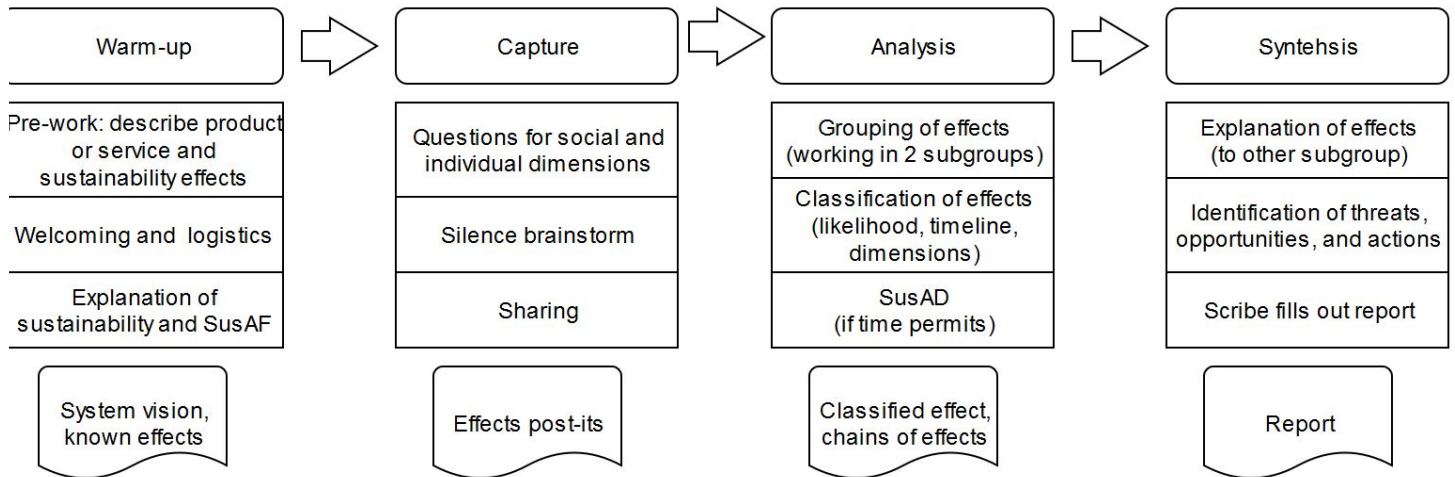 Warm-up
Capture
Analysis
Syntehsis
Pre-work: describe product
or service and
sustainability effects
Welcoming and logistics
Explanation of
sustainability and SusAF
System vision,
known effects
Questions for social and
individual dimensions
Silence brainstorm
Sharing
Effects post-its
Grouping of effects
(working in 2 subgroups)
Classification of effects
(likelihood, timeline,
dimensions)
SusAD
(if time permits)
Classified effect,
chains of effects
Explanation of effects
(to other subgroup)
Identification of threats,
opportunities, and actions
Scribe fills out report
Report